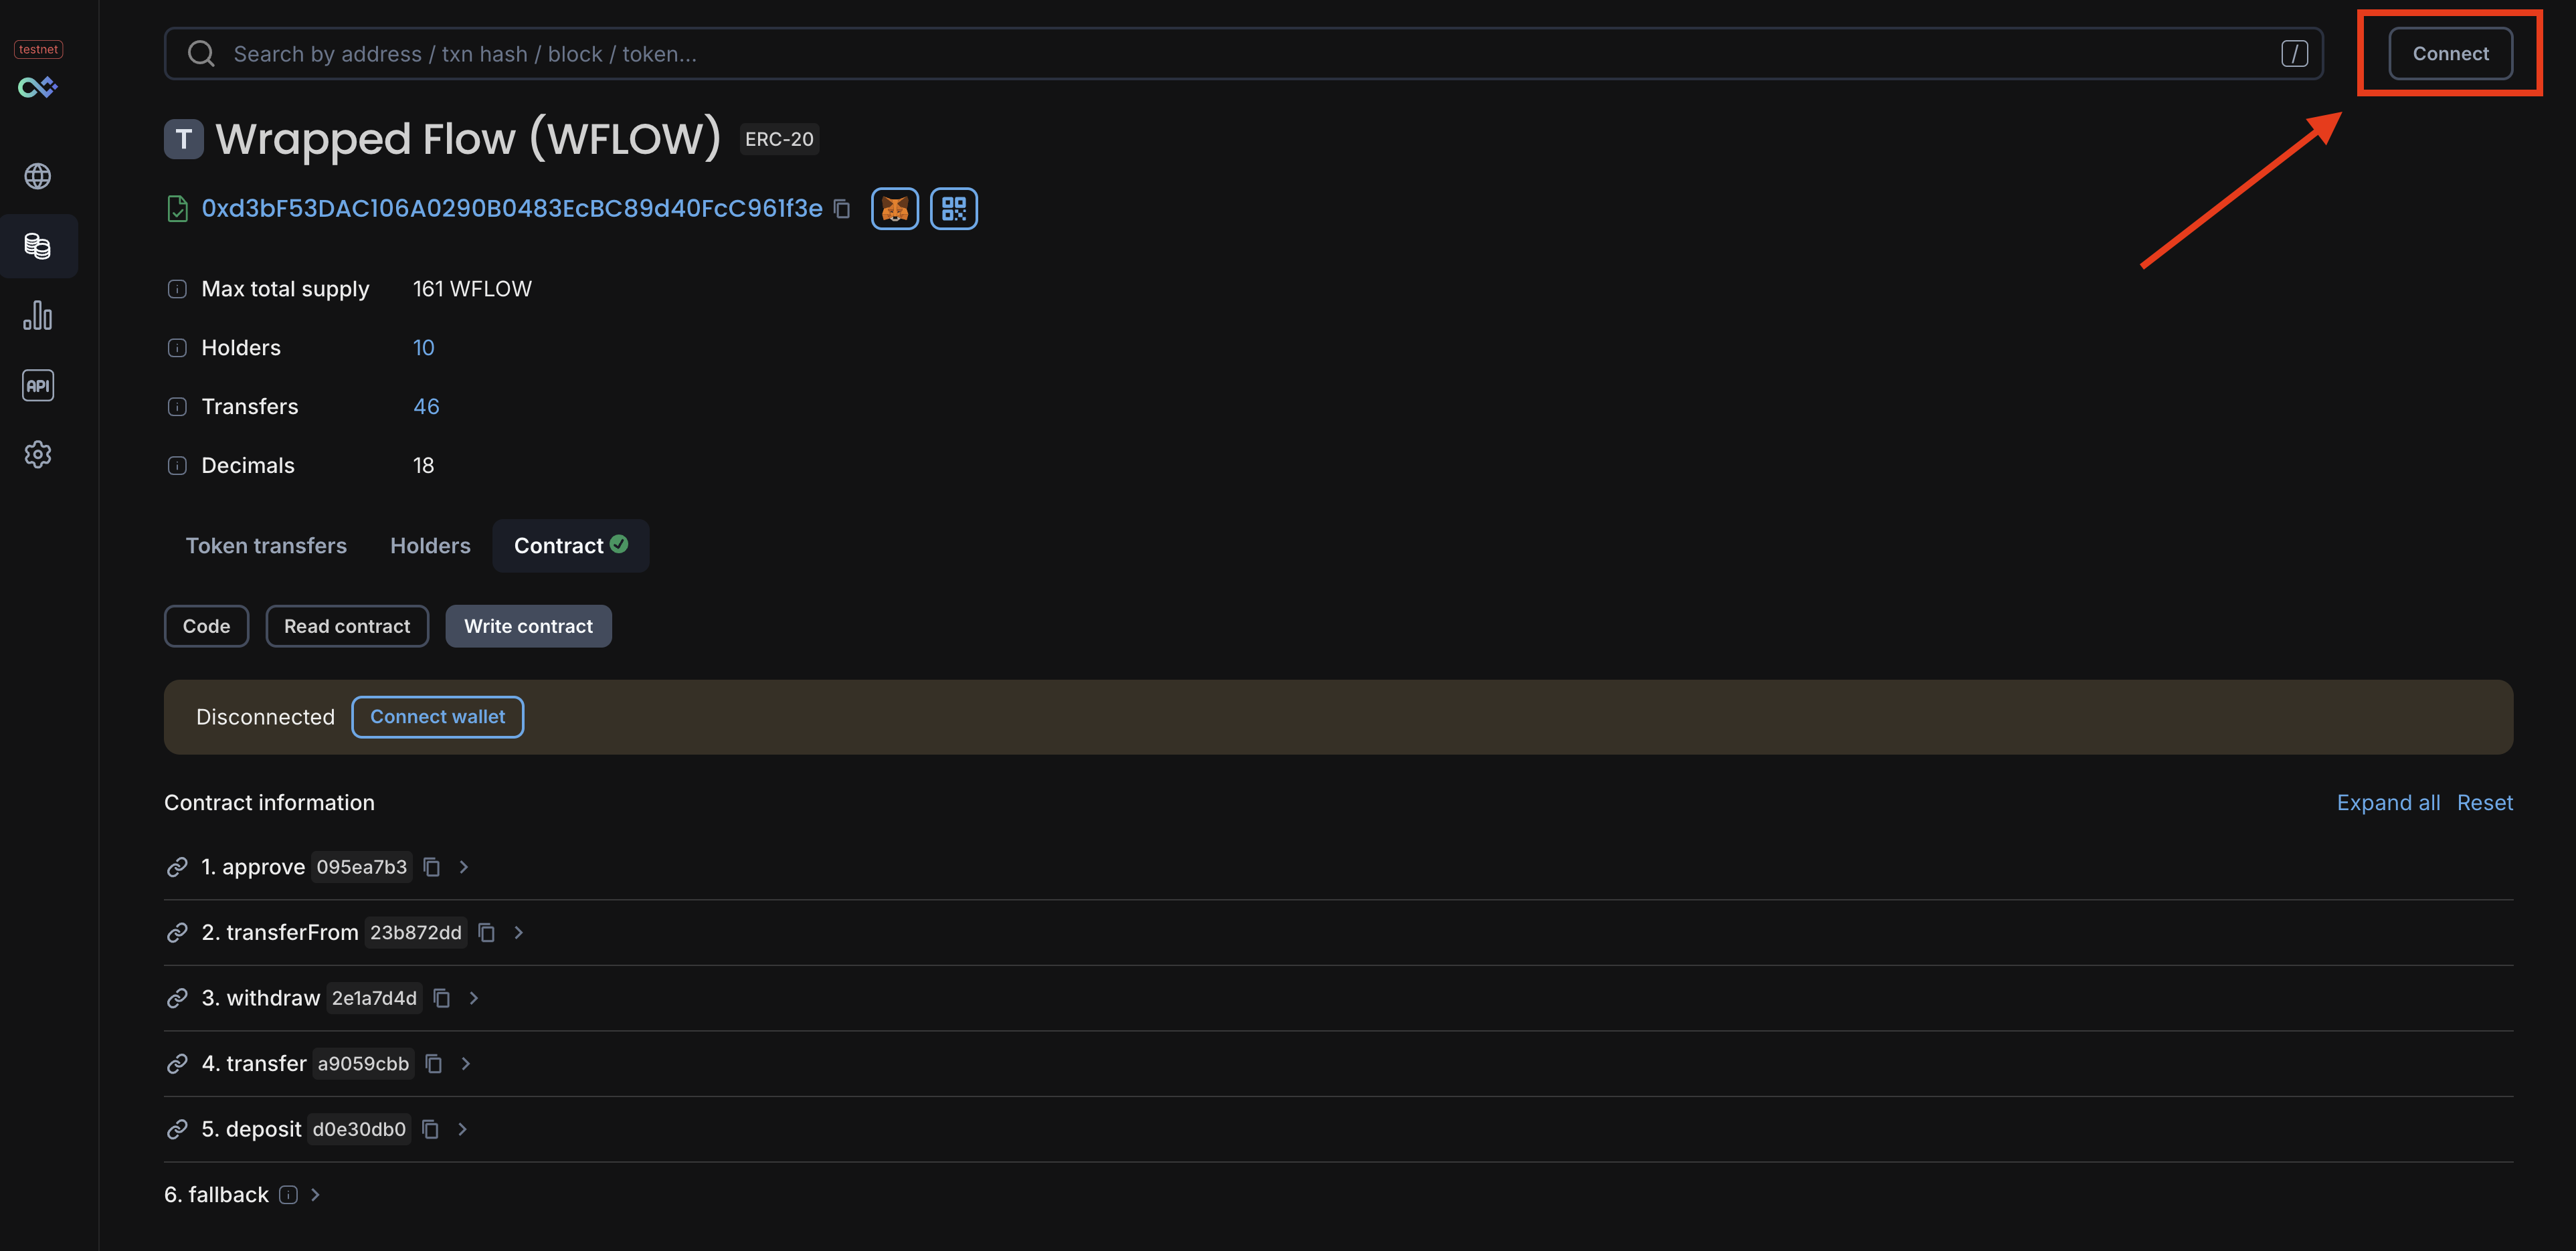 testnet
Search by address / txn hash / block / token...
/
Connect
T
Wrapped Flow (WFLOW)
ERC-20
0xd3bF53DAC106A0290B0483EcBC89d40FcC961f3e
Max total supply 161 WFLOW
Holders 10
Transfers 46
Decimals 18
API
Token transfers Holders Contract
Code Read contract Write contract
Disconnected Connect wallet
Contract information Expand all Reset
1. approve 095ea7b3
2. transferFrom 23b872dd
3. withdraw 2e1a7d4d
4. transfer a9059cbb
5. deposit d0e30db0
6. fallback